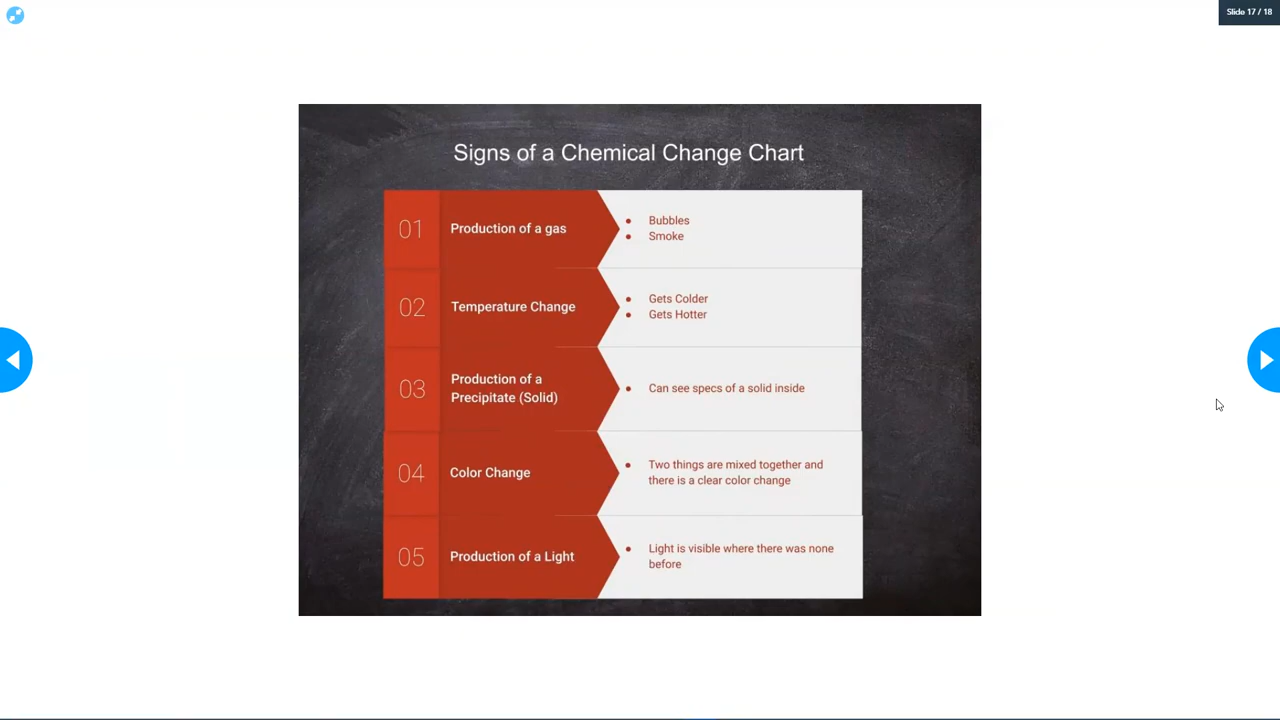 Slide 17 / 18
Signs of a Chemical Change Chart
01
Production of a gas
Bubbles
Smoke
02
Temperature Change
Gets Colder
Gets Hotter
03
Production of a
Precipitate (Solid)
Can see specs of a solid inside
04
Color Change
Two things are mixed together and
there is a clear color change
05
Production of a Light
Light is visible where there was none
before